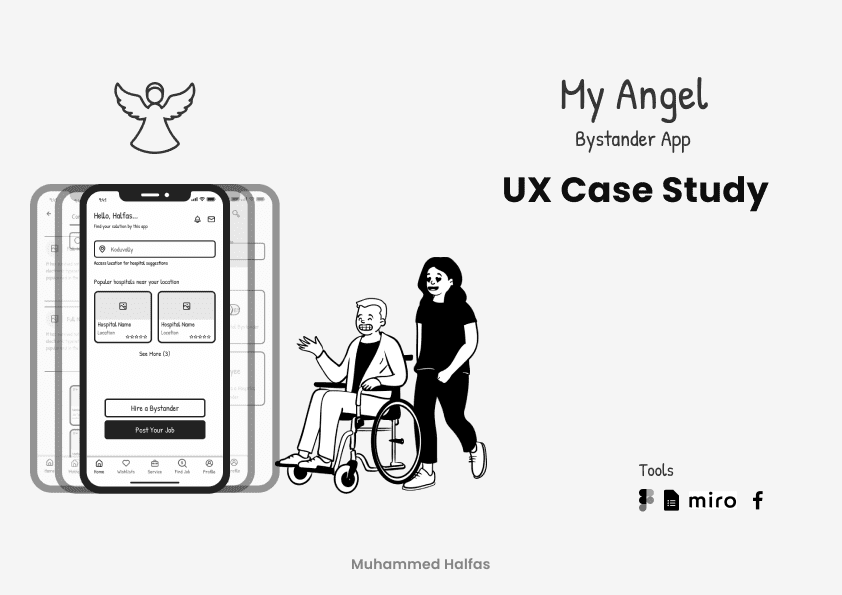 My Angel
Bystander App
UX Case Study
Hello, Halfas...
Find your solution by this app
Koduvally
Access location for hospital suggestions
Popular hospitals near your location
Hospital Name
Location
Hospital Name
Location
See More (3)
Hire a Bystander
Post Your Job
Home
Wishlists
Service
Find Job
Profile
Tools
miro
Muhammed Halfas